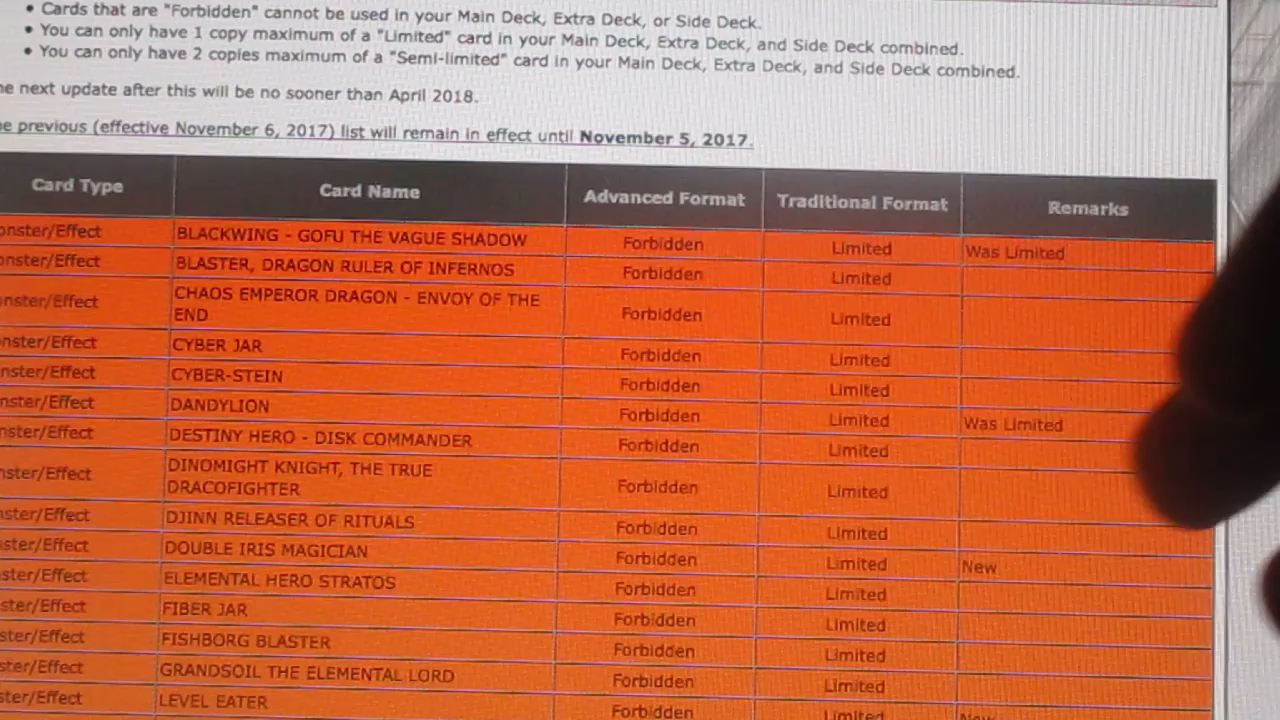 • Cards that are "Forbidden" cannot be used in your Main Deck, Extra Deck, or Side Deck.
• You can only have 1 copy maximum of a "Limited" card in your Main Deck, Extra Deck, and Side Deck combined.
• You can only have 2 copies maximum of a "Semi-limited" card in your Main Deck, Extra Deck, and Side Deck combined.
he next update after this will be no sooner than April 2018.
e previous (effective November 6, 2017) list will remain in effect until November 5, 2017.
Card Type Card Name Advanced Format Traditional Format Remarks
onster/Effect BLACKWING - GOFU THE VAGUE SHADOW Forbidden Limited Was Limited
onster/Effect BLASTER, DRAGON RULER OF INFERNOS Forbidden Limited
onster/Effect CHAOS EMPEROR DRAGON - ENVOY OF THE
END Forbidden Limited
nster/Effect CYBER JAR Forbidden Limited
nster/Effect CYBER-STEIN Forbidden Limited
nster/Effect DANDYLION Forbidden Limited Was Limited
nster/Effect DESTINY HERO - DISK COMMANDER Forbidden Limited
nster/Effect DINOMIGHT KNIGHT, THE TRUE
DRACOFIGHTER Forbidden Limited
ster/Effect DJINN RELEASER OF RITUALS Forbidden Limited
ster/Effect DOUBLE IRIS MAGICIAN Forbidden Limited New
ster/Effect ELEMENTAL HERO STRATOS Forbidden Limited
ster/Effect FIBER JAR Forbidden Limited
ster/Effect FISHBORG BLASTER Forbidden Limited
ster/Effect GRANDSOIL THE ELEMENTAL LORD Forbidden Limited
ster/Effect LEVEL EATER Forbidden Limited New